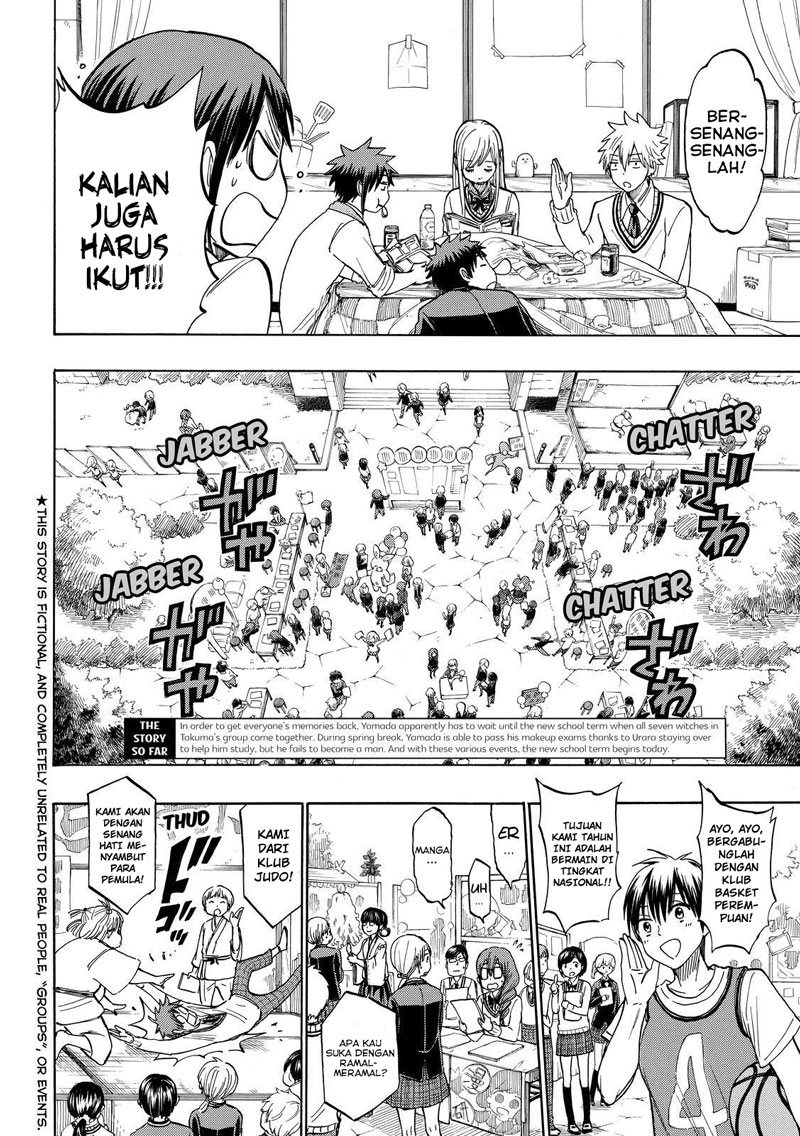 BER-
SENANG-
SENANG-
LAH!
KALIAN
JUGA
HARUS
IKUT!!!
CHATTER
ざわ
JABBER
ガヤ
CHATTER
ざわ
JABBER
ガヤ
THE
STORY
SO FAR
In order to get everyone's memories back, Yamada apparently has to wait until the new school term when all seven witches in
Takuma's group come together. During spring break, Yamada is able to pass his makeup exams thanks to Urara staying over
to help him study, but he fails to become a man. And with these various events, the new school term begins today.
AYO, AYO,
BERGABU-
NGLAH
DENGAN
KLUB
BASKET
PEREM-
PUAN!
TUJUAN
KAMI TAHUN
INI ADALAH
BERMAIN DI
TINGKAT
NASIONAL!!
4
ER
...
UH
...
MANGA
...
APA KAU
SUKA DENGAN
RAMAL-
MERAMAL?
KAMI
DARI
KLUB
JUDO!
THUD
KAMI AKAN
DENGAN
SENANG
HATI ME-
NYAMBUT
PARA
PEMULA!
★THIS STORY IS FICTIONAL, AND COMPLETELY UNRELATED TO REAL PEOPLE, "GROUPS", OR EVENTS.